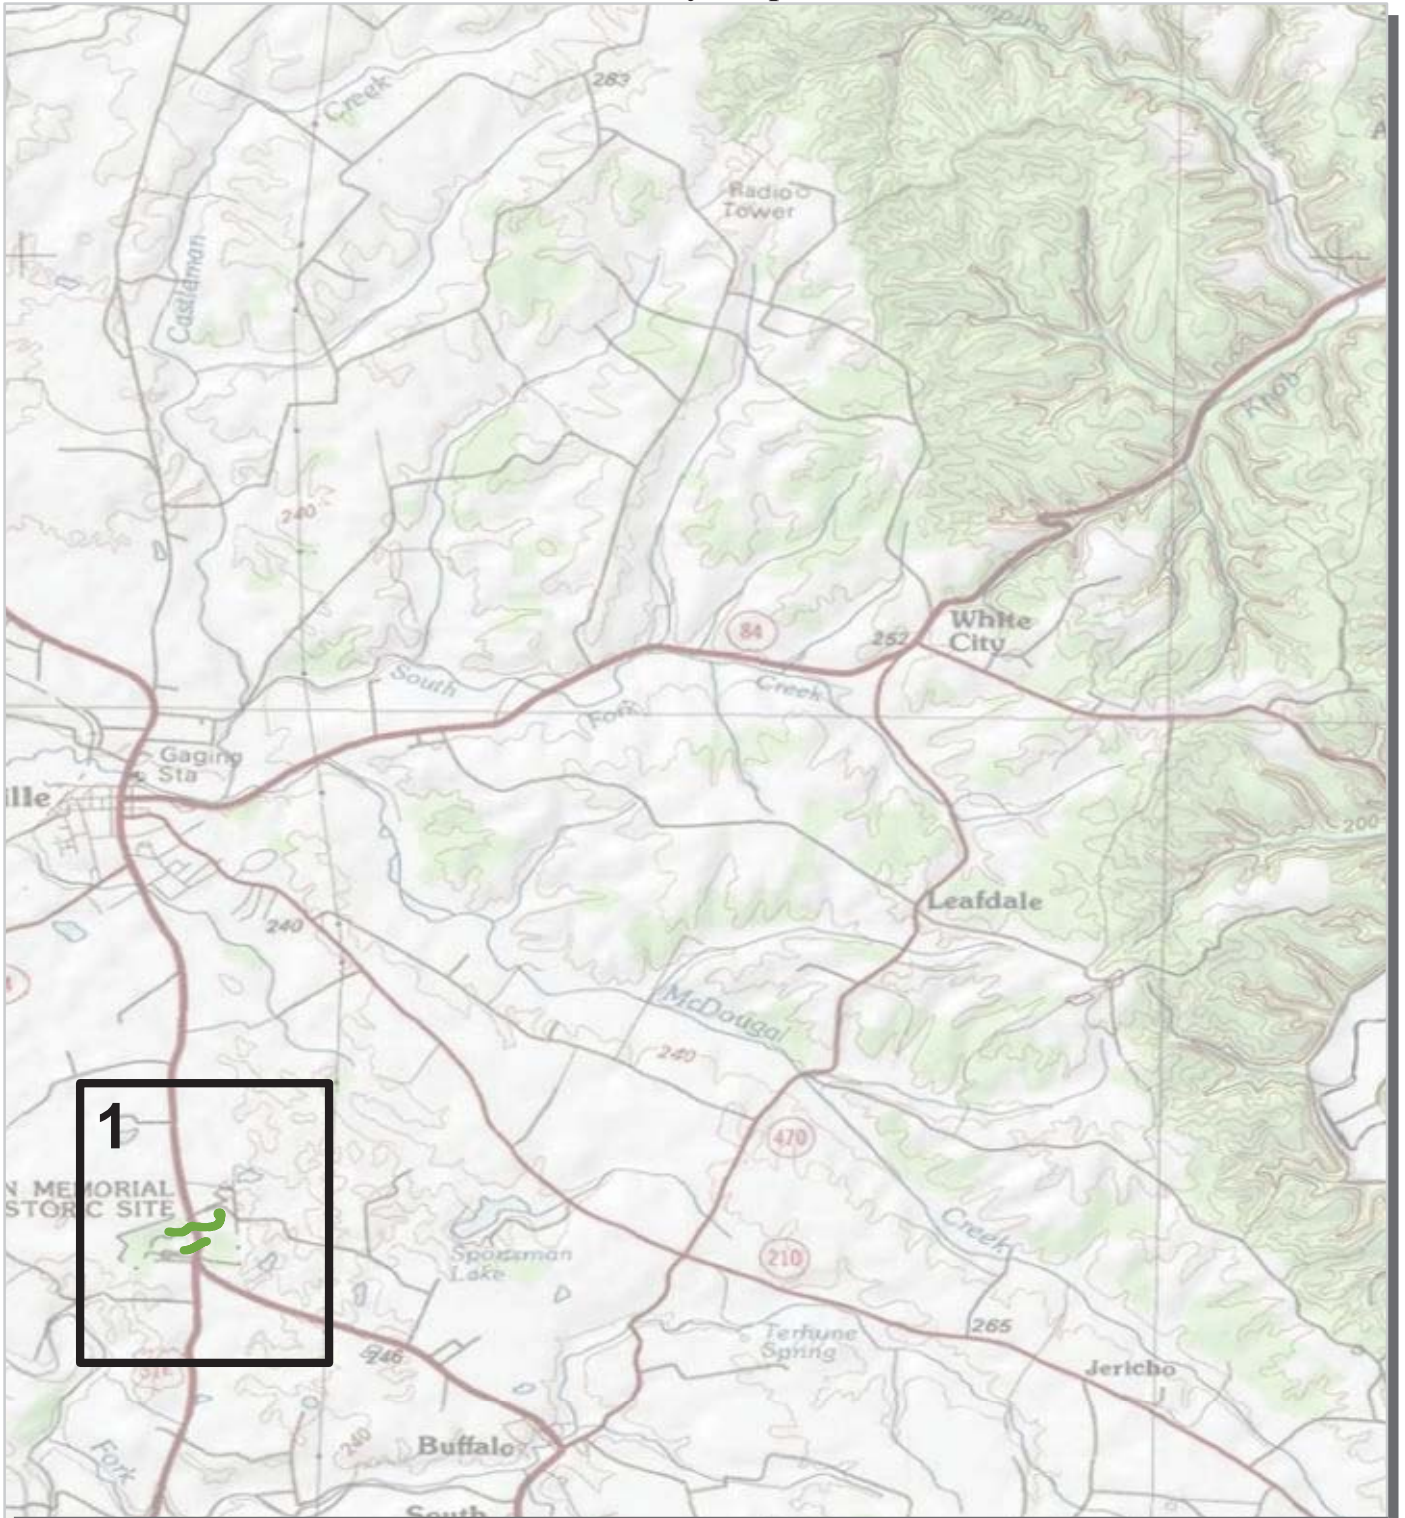 283
Creek
Radio
Tower
Castleman
Knob
240
84
White
City
252
South
Creek
Fork
Gaging
Sta
ille
200
Leafdale
240
McDougal
240
1
470
N MEMORIAL
STORIC SITE
Creek
210
Sportsman
Lake
265
Terhune
Spring
246
Jericho
Buffalo
240
Fork
South